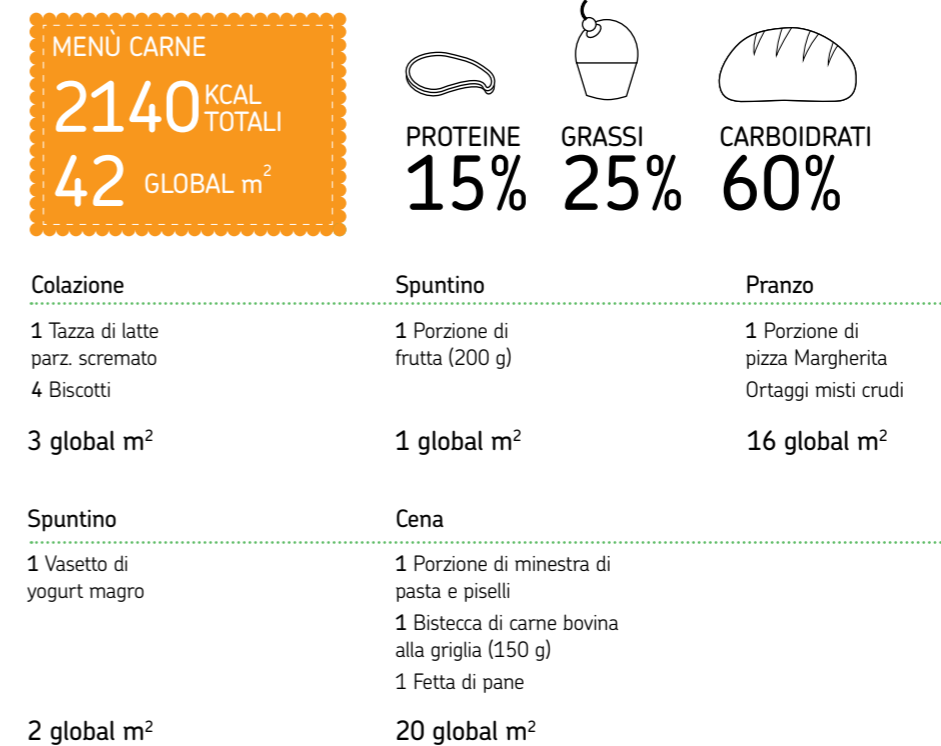 MENÙ CARNE
2140 KCAL TOTALI
42 GLOBAL m²
PROTEINE
15%
GRASSI
25%
CARBOIDRATI
60%
Colazione
1 Tazza di latte
parz. scremato
4 Biscotti
3 global m²
Spuntino
1 Porzione di
frutta (200 g)
1 global m²
Pranzo
1 Porzione di
pizza Margherita
Ortaggi misti crudi
16 global m²
Spuntino
1 Vasetto di
yogurt magro
2 global m²
Cena
1 Porzione di minestra di
pasta e piselli
1 Bistecca di carne bovina
alla griglia (150 g)
1 Fetta di pane
20 global m²